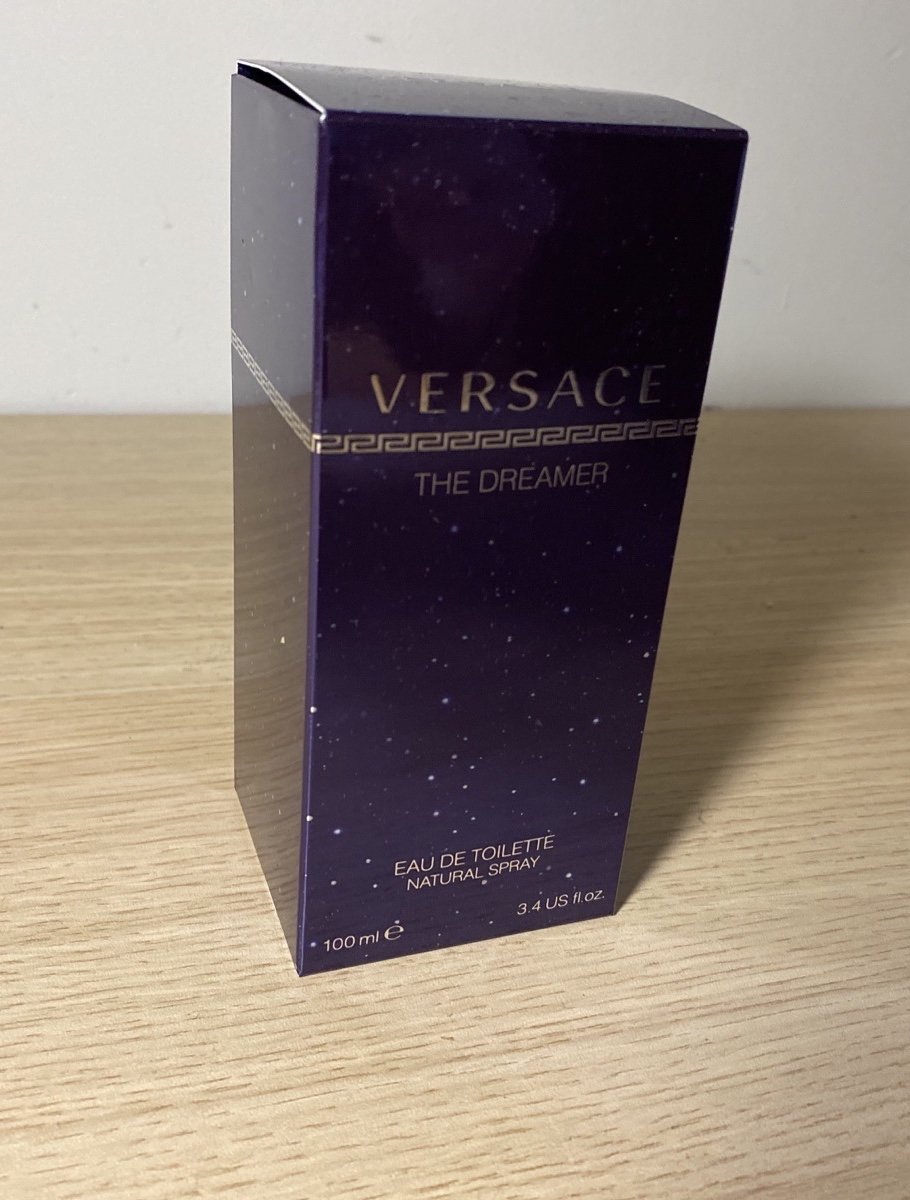 VERSACE
THE DREAMER
EAU DE TOILETTE
NATURAL SPRAY
100 ml ℮
3.4 US fl.oz.